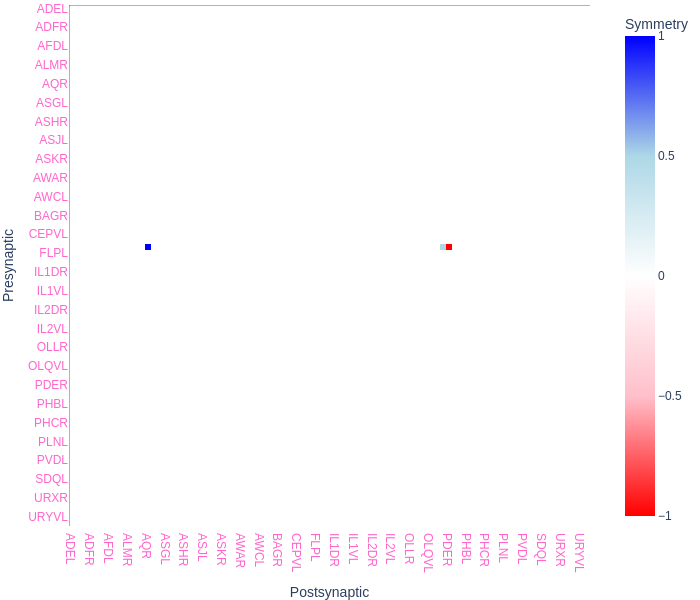 Symmetry
1
0.5
0
−0.5
−1
Presynaptic
ADEL
ADFR
AFDL
ALMR
AQR
ASGL
ASHR
ASJL
ASKR
AWAR
AWCL
BAGR
CEPVL
FLPL
IL1DR
IL1VL
IL2DR
IL2VL
OLLR
OLQVL
PDER
PHBL
PHCR
PLNL
PVDL
SDQL
URXR
URYVL
ADEL
ADFR
AFDL
ALMR
AQR
ASGL
ASHR
ASJL
ASKR
AWAR
AWCL
BAGR
CEPVL
FLPL
IL1DR
IL1VL
IL2DR
IL2VL
OLLR
OLQVL
PDER
PHBL
PHCR
PLNL
PVDL
SDQL
URXR
URYVL
Postsynaptic